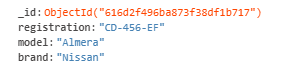 _id: ObjectId("616d2f496ba873f38df1b717")
registration: "CD-456-EF"
model: "Almera"
brand: "Nissan"